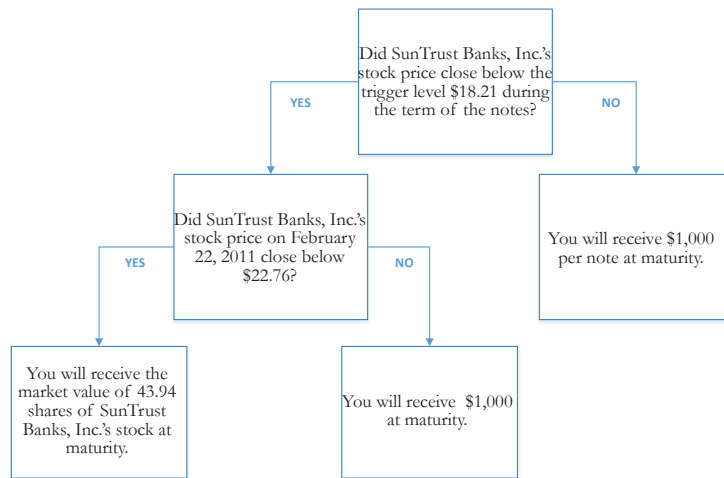 Did SunTrust Banks, Inc.'s
stock price close below the
trigger level $18.21 during
the term of the notes?
YES
NO
Did SunTrust Banks, Inc.'s
stock price on February
22, 2011 close below
$22.76?
You will receive $1,000
per note at maturity.
YES
NO
You will receive the
market value of 43.94
shares of SunTrust
Banks, Inc.'s stock at
maturity.
You will receive $1,000
at maturity.